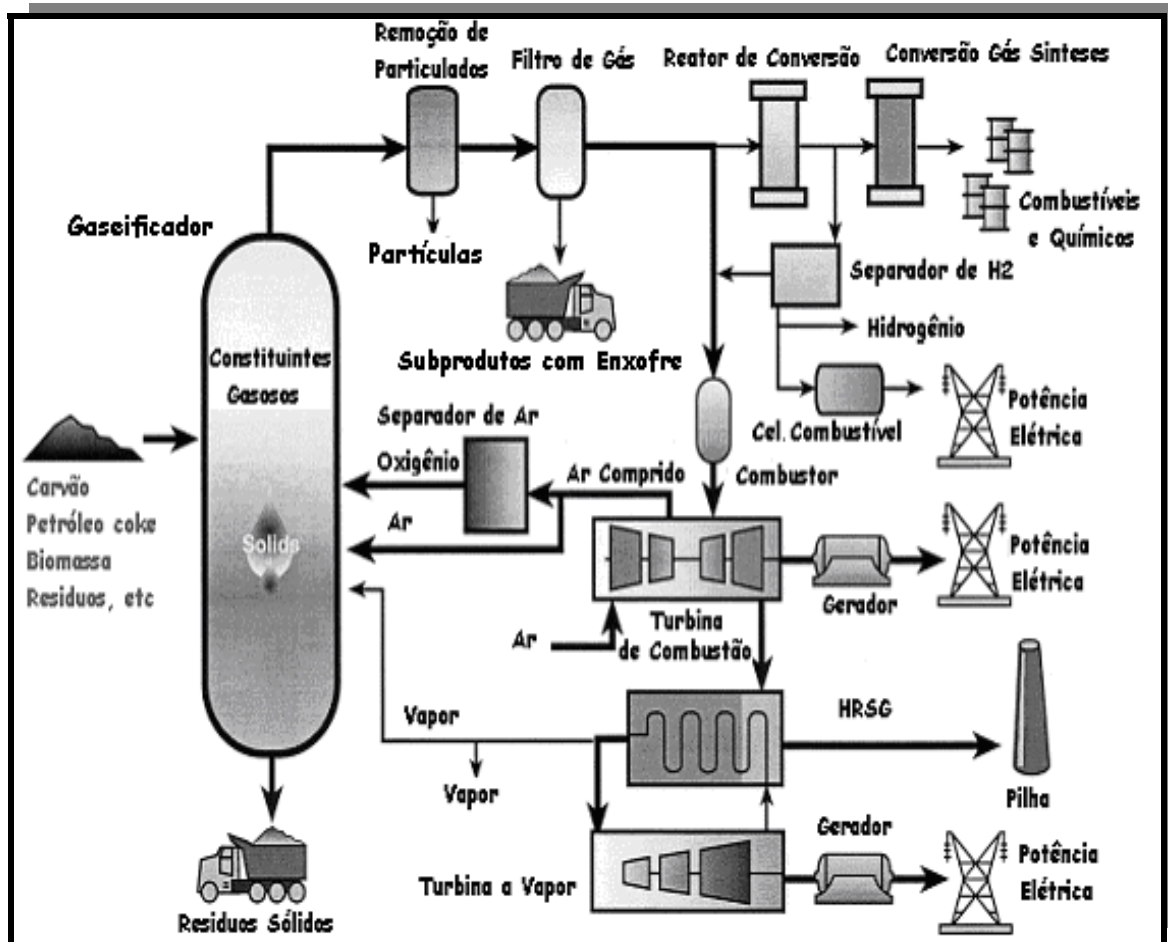 Remoção de
Particulados
Filtro de Gás
Reator de Conversão
Conversão Gás Sinteses
Gaseificador
Partículas
Subprodutos com Enxofre
Combustíveis
e Químicos
Separador de H2
Hidrogênio
Constituintes
Gasosos
Separador de Ar
Oxigênio
Ar Comprido
Combustor
Cel. Combustível
Potência
Elétrica
Carvão
Petróleo coke
Biomassa
Residuos, etc
Solids
Ar
Ar
Turbina
de Combustão
Gerador
Potência
Elétrica
Vapor
Vapor
HRSG
Pilha
Turbina a Vapor
Gerador
Potência
Elétrica
Residuos Sólidos